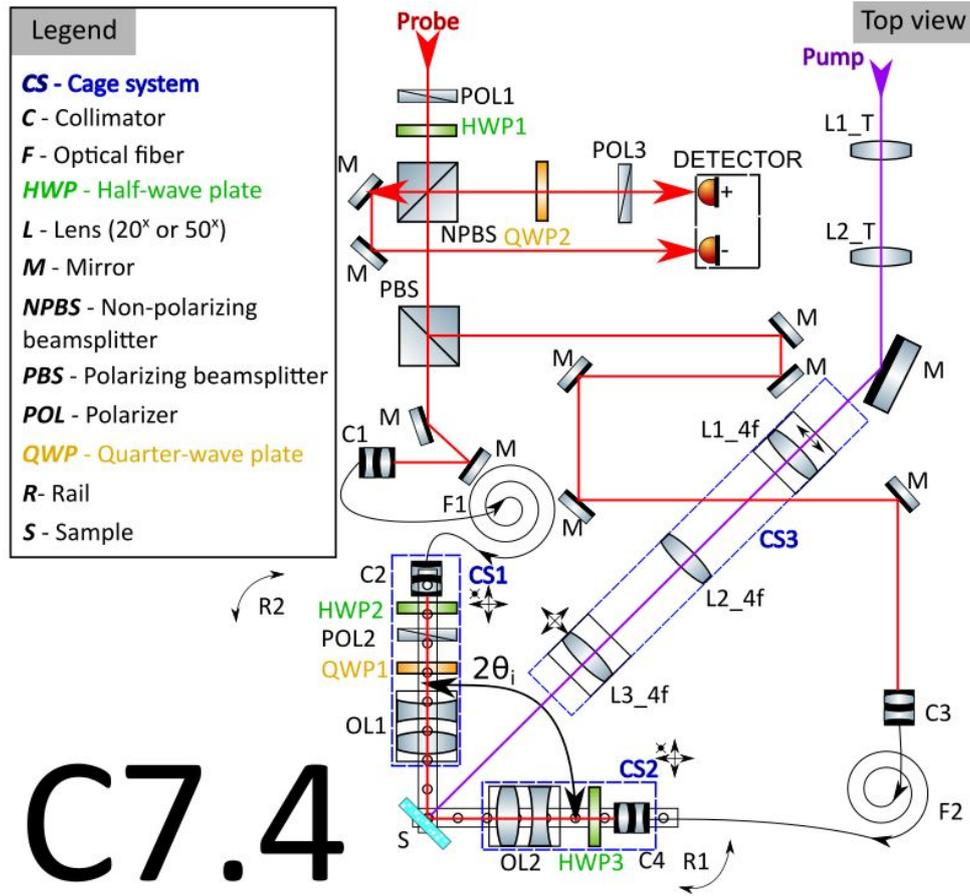 Legend
CS - Cage system
C - Collimator
F - Optical fiber
HWP - Half-wave plate
L - Lens (20x or 50x)
M - Mirror
NPBS - Non-polarizing
beamsplitter
PBS - Polarizing beamsplitter
POL - Polarizer
QWP - Quarter-wave plate
R- Rail
S - Sample
Probe
Top view
Pump
POL1
HWP1
L1_T
M
POL3
DETECTOR
+
NPBS
QWP2
L2_T
-
M
PBS
M
M
M
M
M
L1_4f
C1
M
F1
M
M
CS3
C2
CS1
L2_4f
R2
HWP2
POL2
QWP1
2θi
L3_4f
OL1
C3
CS2
F2
S
OL2
HWP3
C4
R1
C7.4